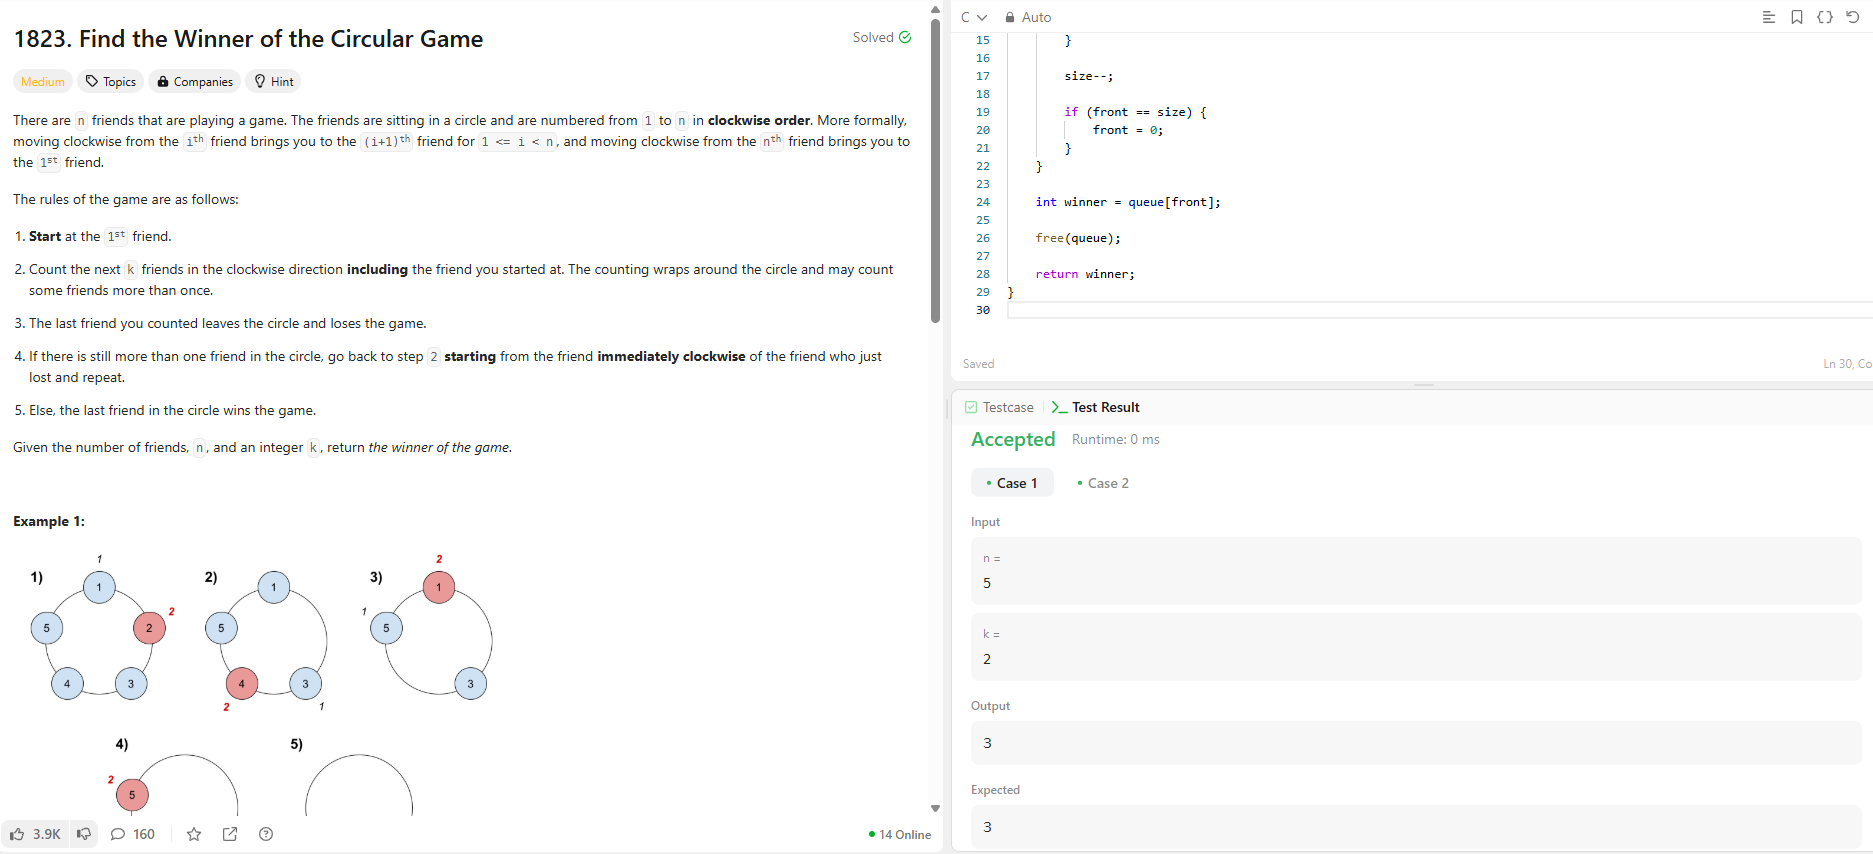 1823. Find the Winner of the Circular Game
Solved
Medium Topics Companies Hint
There are n friends that are playing a game. The friends are sitting in a circle and are numbered from 1 to n in clockwise order. More formally,
moving clockwise from the ith friend brings you to the (i+1)th friend for 1 <= i < n, and moving clockwise from the nth friend brings you to
the 1st friend.
The rules of the game are as follows:
1. Start at the 1st friend.
2. Count the next k friends in the clockwise direction including the friend you started at. The counting wraps around the circle and may count
some friends more than once.
3. The last friend you counted leaves the circle and loses the game.
4. If there is still more than one friend in the circle, go back to step 2 starting from the friend immediately clockwise of the friend who just
lost and repeat.
5. Else, the last friend in the circle wins the game.
Given the number of friends, n, and an integer k, return the winner of the game.
Example 1:
1)
1
1
2
2
3
4
5
2)
1
3
1
4
2
5
3)
2
1
3
5
1
4)
2
5
5)
3.9K
160
14 Online
C Auto
15 }
16
17 size--;
18
19 if (front == size) {
20 front = 0;
21 }
22 }
23
24 int winner = queue[front];
25
26 free(queue);
27
28 return winner;
29 }
30
Saved
Ln 30, Co
Testcase Test Result
Accepted Runtime: 0 ms
Case 1 Case 2
Input
n =
5
k =
2
Output
3
Expected
3